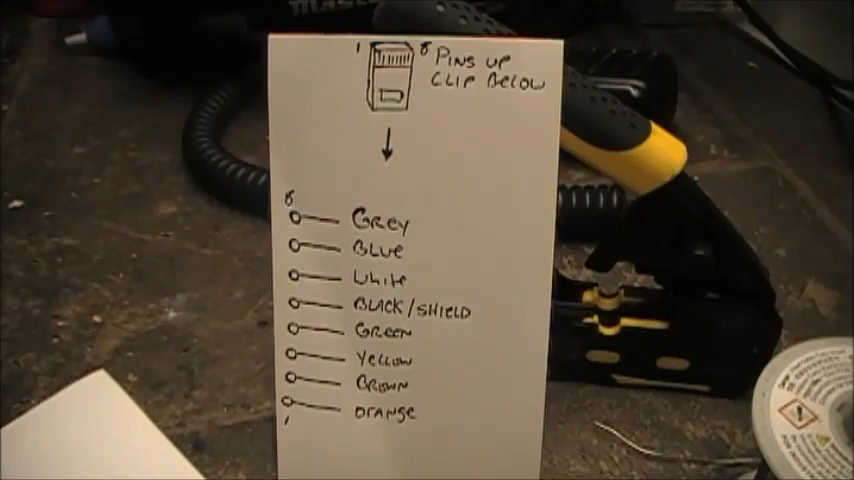 1 8 PINS UP
CLIP BELOW
8
GREY
BLUE
WHITE
BLACK/SHIELD
GREEN
YELLOW
BROWN
ORANGE
1